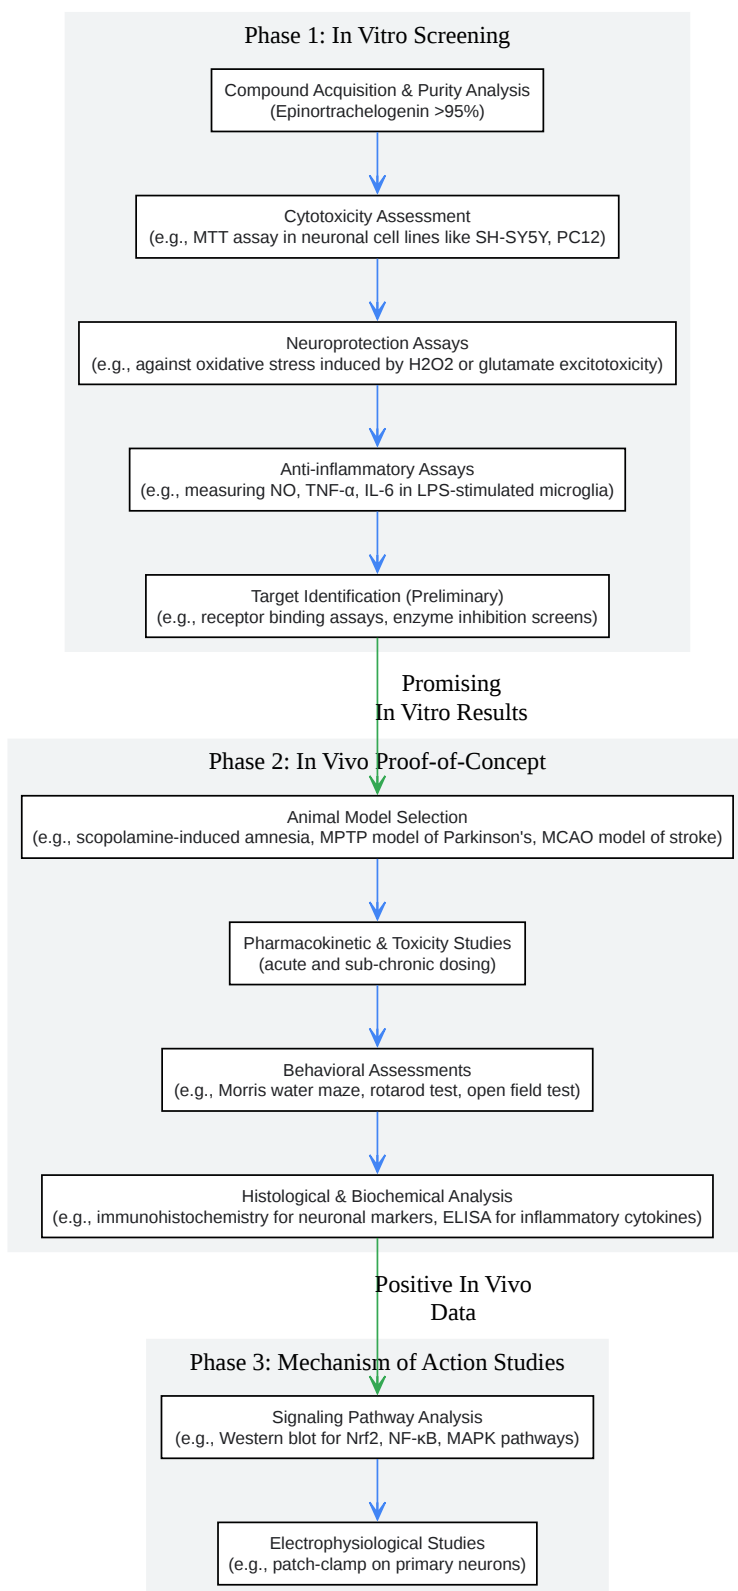 Phase 1: In Vitro Screening
Compound Acquisition & Purity Analysis
(Epinortrachelogenin >95%)
Cytotoxicity Assessment
(e.g., MTT assay in neuronal cell lines like SH-SY5Y, PC12)
Neuroprotection Assays
(e.g., against oxidative stress induced by H2O2 or glutamate excitotoxicity)
Anti-inflammatory Assays
(e.g., measuring NO, TNF-α, IL-6 in LPS-stimulated microglia)
Target Identification (Preliminary)
(e.g., receptor binding assays, enzyme inhibition screens)
Promising
In Vitro Results
Phase 2: In Vivo Proof-of-Concept
Animal Model Selection
(e.g., scopolamine-induced amnesia, MPTP model of Parkinson's, MCAO model of stroke)
Pharmacokinetic & Toxicity Studies
(acute and sub-chronic dosing)
Behavioral Assessments
(e.g., Morris water maze, rotarod test, open field test)
Histological & Biochemical Analysis
(e.g., immunohistochemistry for neuronal markers, ELISA for inflammatory cytokines)
Positive In Vivo
Data
Phase 3: Mechanism of Action Studies
Signaling Pathway Analysis
(e.g., Western blot for Nrf2, NF-κB, MAPK pathways)
Electrophysiological Studies
(e.g., patch-clamp on primary neurons)